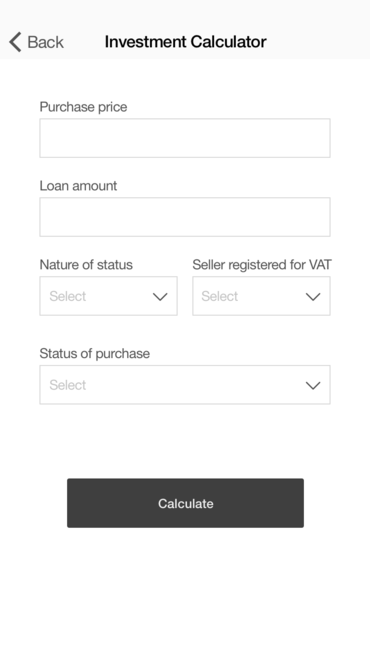 Back Investment Calculator
Purchase price
Loan amount
Nature of status Seller registered for VAT
Select Select
Status of purchase
Select
Calculate